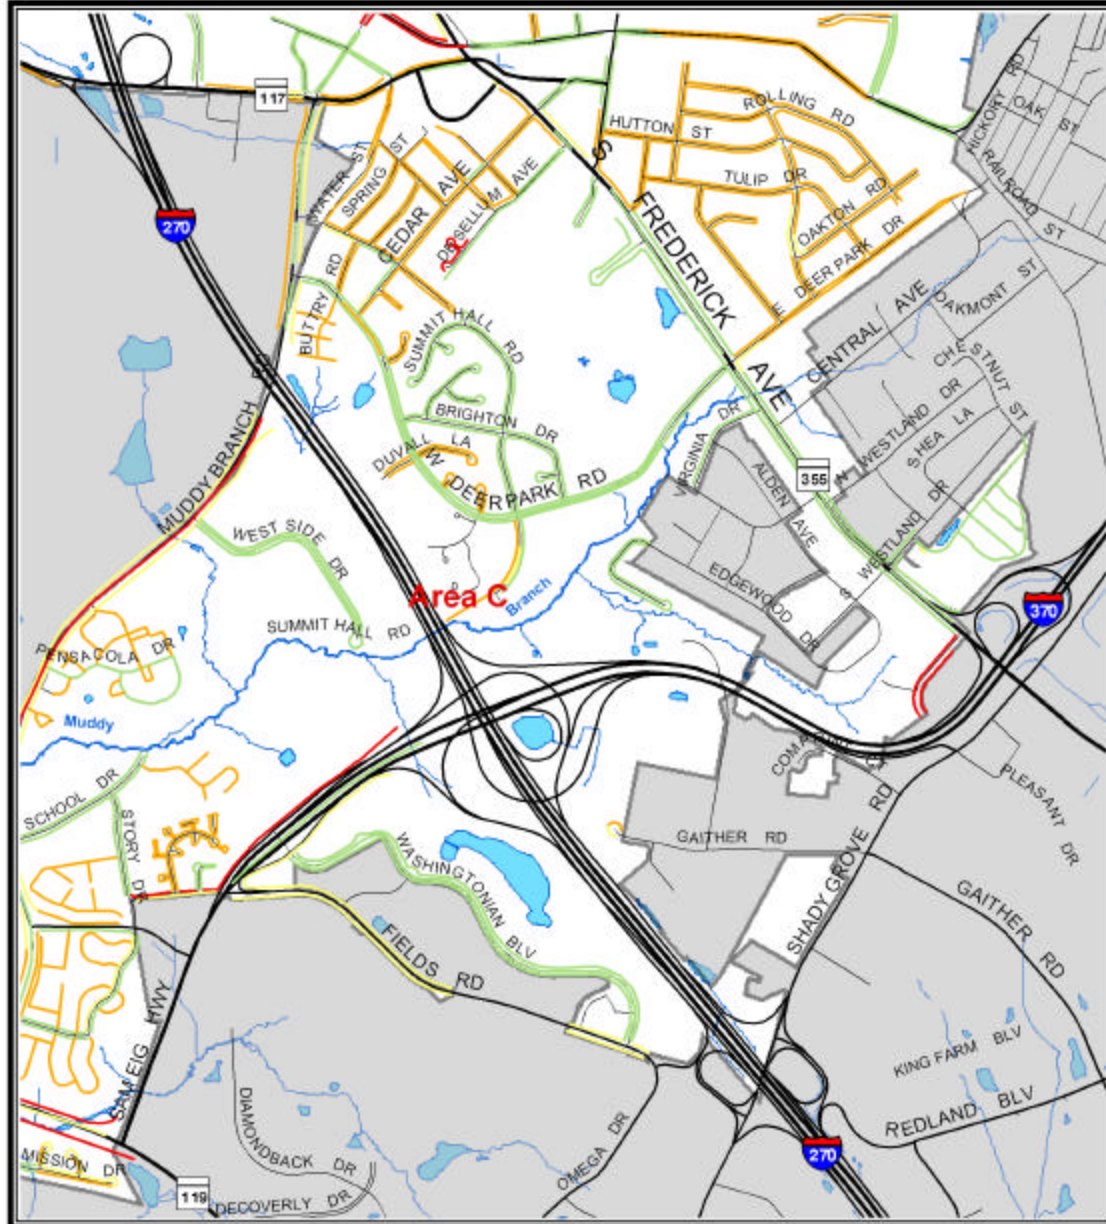 117
HICKORY RD
OAK ST
ROLLING RD
HUTTON ST
RAILROAD ST
WATER ST
SPRING ST
CEDAR AVE
DESELLUM AVE
TULIP DR
OAKTON RD
E DEER PARK DR
270
S FREDERICK AVE
BUTTRY RD
SUMMIT HALL RD
CENTRAL AVE
OAKMONT ST
CHESTNUT ST
MUDDY BRANCH RD
BRIGHTON DR
DUVALL LA
W DEER PARK RD
VIRGINIA DR
N WESTLAND DR
SHEA LA
355
ALDEN AVE
S WESTLAND DR
WEST SIDE DR
EDGEWOOD DR
Area C
Branch
370
SUMMIT HALL RD
PENSACOLA DR
Muddy
SCHOOL DR
STORY DR
GAITHER RD
PLEASANT DR
WASHINGTONIAN BLV
SHADY GROVE RD
GAITHER RD
FIELDS RD
SAM EIG HWY
KING FARM BLV
REDLAND BLV
DIAMONDBACK DR
OMEGA DR
270
MISSION DR
119
DECOVERLY DR